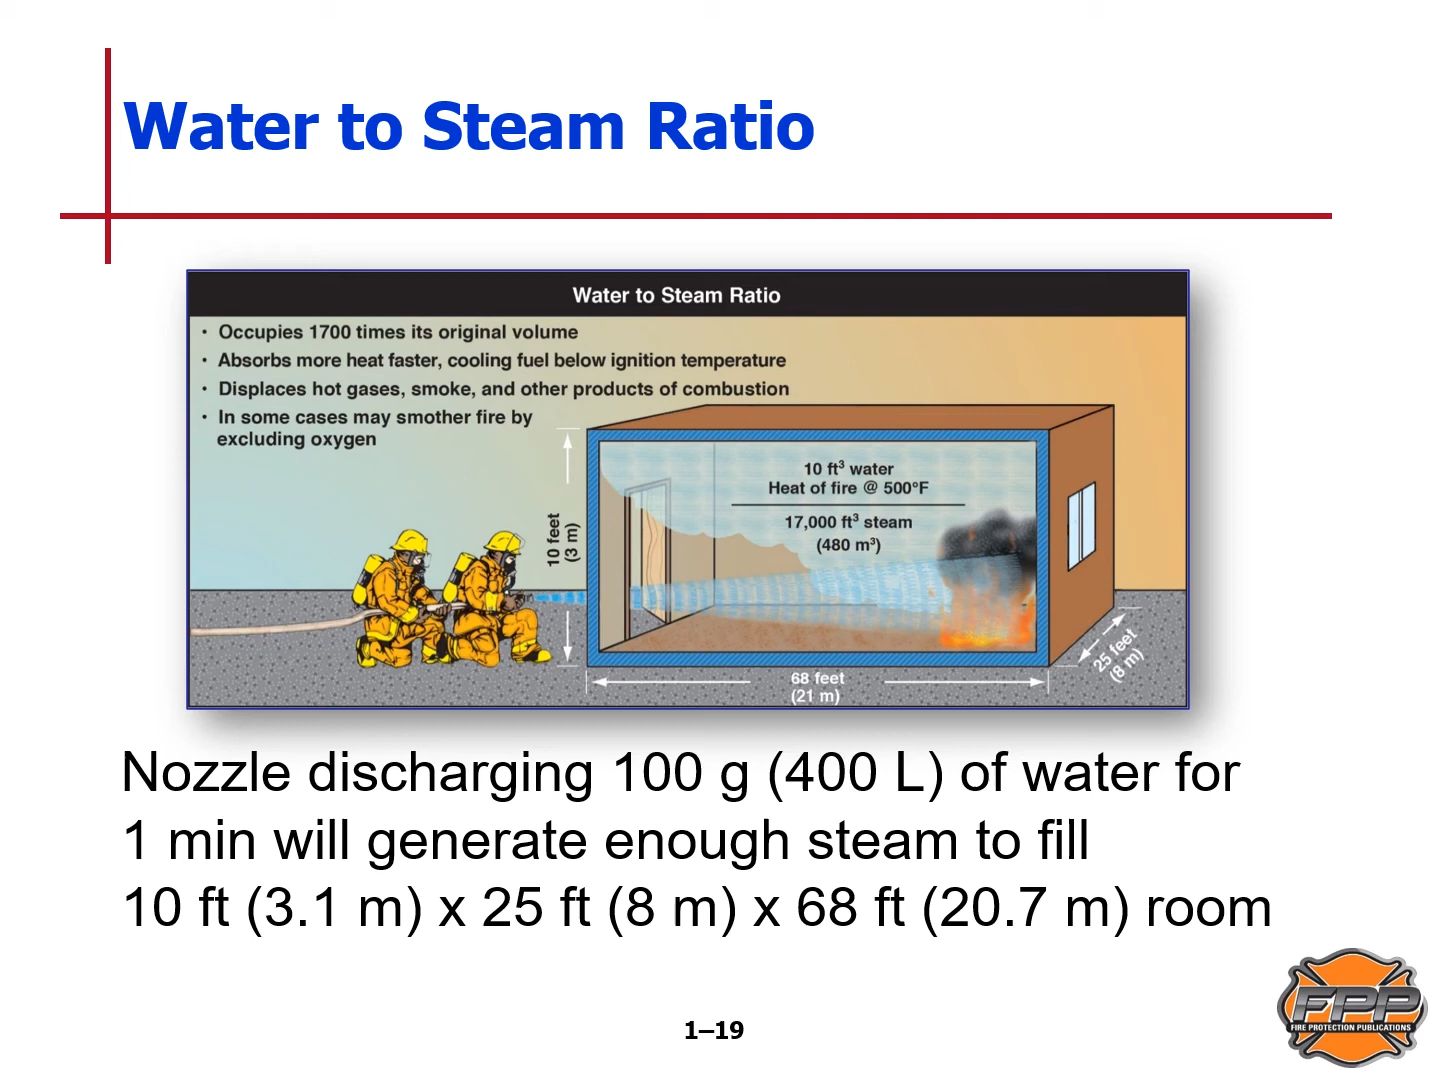 Water to Steam Ratio
Water to Steam Ratio
· Occupies 1700 times its original volume
· Absorbs more heat faster, cooling fuel below ignition temperature
· Displaces hot gases, smoke, and other products of combustion
· In some cases may smother fire by
excluding oxygen
10 ft³ water
Heat of fire @ 500°F
17,000 ft³ steam
(480 m³)
10 feet
(3 m)
25 feet
(8 m)
68 feet
(21 m)
Nozzle discharging 100 g (400 L) of water for
1 min will generate enough steam to fill
10 ft (3.1 m) x 25 ft (8 m) x 68 ft (20.7 m) room
1–19
FPP
FIRE PROTECTION PUBLICATIONS